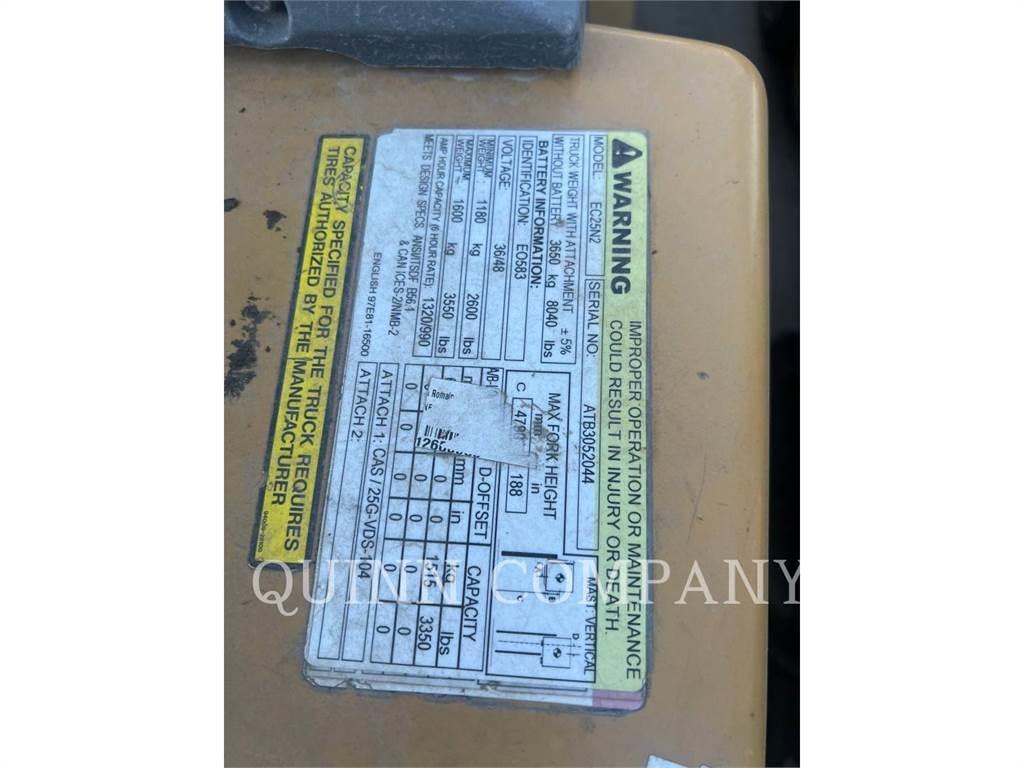 WARNING
IMPROPER OPERATION OR MAINTENANCE
COULD RESULT IN INJURY OR DEATH.
MODEL EC25N2
SERIAL NO. ATB3052044
MAST: VERTICAL
TRUCK WEIGHT WITH ATTACHMENT ± 5%
WITHOUT BATTERY 3650 kg 8040 lbs
BATTERY INFORMATION:
IDENTIFICATION: EO583
VOLTAGE: 36/48
MINIMUM WEIGHT: 1180 kg 2600 lbs
MAXIMUM WEIGHT: 1600 kg 3550 lbs
AMP HOUR CAPACITY (6 HOUR RATE): 1320/990
MEETS DESIGN SPECS. ANSI/ITSDF B56.1
& CAN ICES-2/NMB-2
ENGLISH 97E81-16500
MAX FORK HEIGHT
mm in
C 188
D-OFFSET CAPACITY
mm in kg lbs
0 0 1515 3350
0 0 0 0 0
0 0 0 0 0
ATTACH 1: CAS / 25G-VDS-104
ATTACH 2:
CAPACITY SPECIFIED FOR THE TRUCK REQUIRES
TIRES AUTHORIZED BY THE MANUFACTURER
QUINN COMPANY